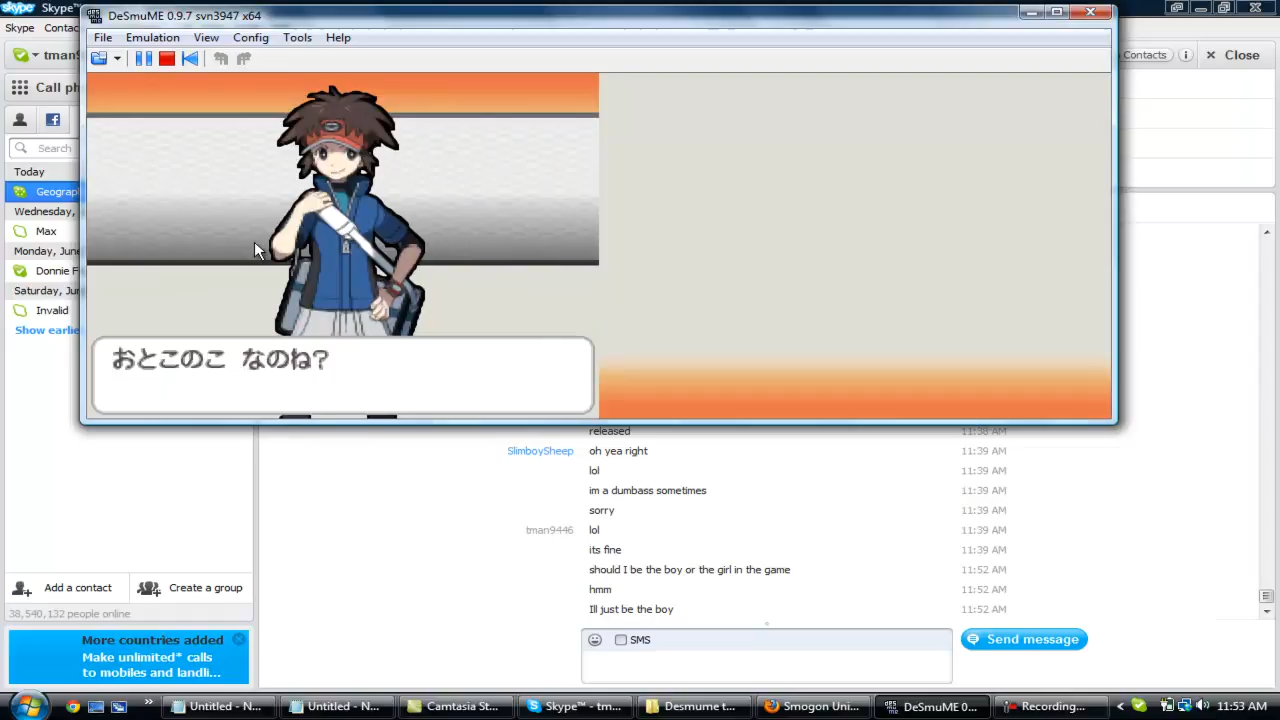 skype
Skype™
DeSmuME 0.9.7 svn3947 x64
Skype
File
Emulation
View
Config
Tools
Help
Contacts
Close
Today
Search
Wednesday,
Max
Monday, June
Saturday, Jun
Invalid
Show earlie
おとこのこ なのね?
released
11:38 AM
SlimboySheep
oh yea right
11:39 AM
lol
11:39 AM
im a dumbass sometimes
11:39 AM
sorry
11:39 AM
tman9446
lol
11:39 AM
its fine
11:39 AM
should I be the boy or the girl in the game
11:52 AM
hmm
11:52 AM
Ill just be the boy
11:52 AM
Add a contact
Create a group
38,540,132 people online
More countries added
Make unlimited* calls
to mobiles and landli...
SMS
Send message
Untitled - N...
Untitled - N...
Camtasia St...
Skype™ - tm...
Desmume t...
Smogon Uni...
DeSmuME 0...
Recording...
11:53 AM